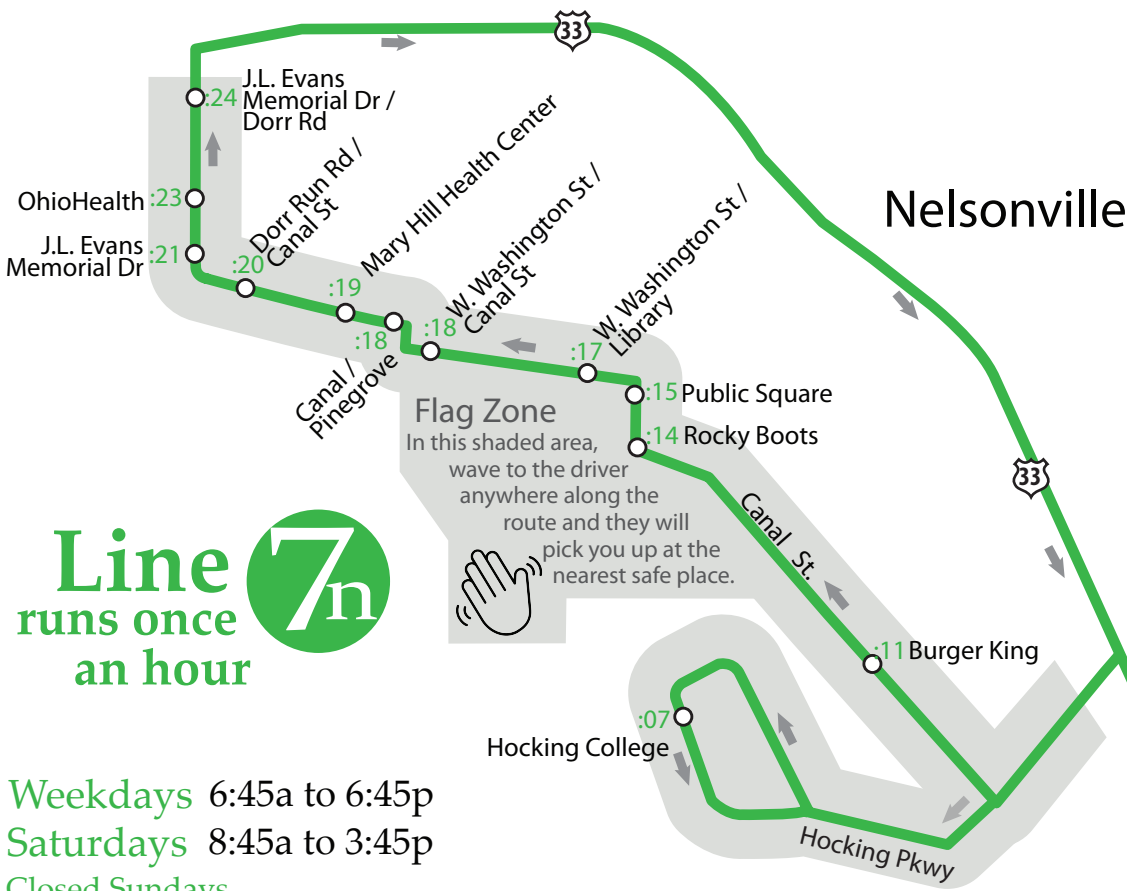 33
:24 J.L. Evans
Memorial Dr /
Dorr Rd
OhioHealth :23
J.L. Evans
Memorial Dr :21
:20
Dorr Run Rd /
Canal St
:19
Mary Hill Health Center
:18
Canal /
Pinegrove
:18
W. Washington St /
Canal St
:17
W. Washington St /
Library
Nelsonville
:15 Public Square
:14 Rocky Boots
Flag Zone
In this shaded area,
wave to the driver
anywhere along the
route and they will
pick you up at the
nearest safe place.
33
Canal St.
Line 7n
runs once
an hour
:11 Burger King
:07
Hocking College
Hocking Pkwy
Weekdays 6:45a to 6:45p
Saturdays 8:45a to 3:45p
Closed Sundays